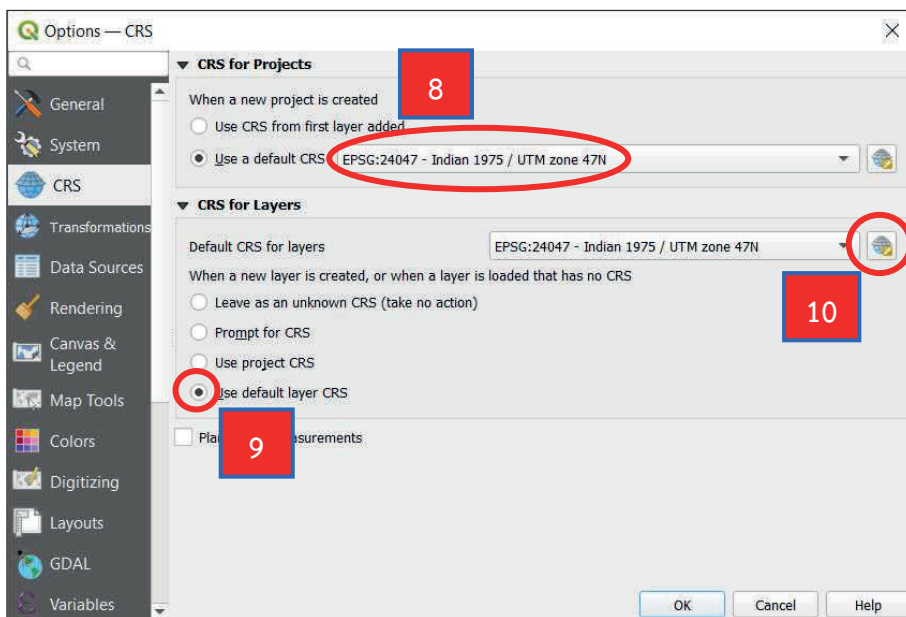 Options — CRS
CRS for Projects
8
When a new project is created
Use CRS from first layer added
Use a default CRS
EPSG:24047 - Indian 1975 / UTM zone 47N
CRS for Layers
Default CRS for layers
EPSG:24047 - Indian 1975 / UTM zone 47N
When a new layer is created, or when a layer is loaded that has no CRS
Leave as an unknown CRS (take no action)
10
Prompt for CRS
Use project CRS
Use default layer CRS
9
General
System
CRS
Transformations
Data Sources
Rendering
Canvas &
Legend
Map Tools
Colors
Digitizing
Layouts
GDAL
Variables
OK
Cancel
Help